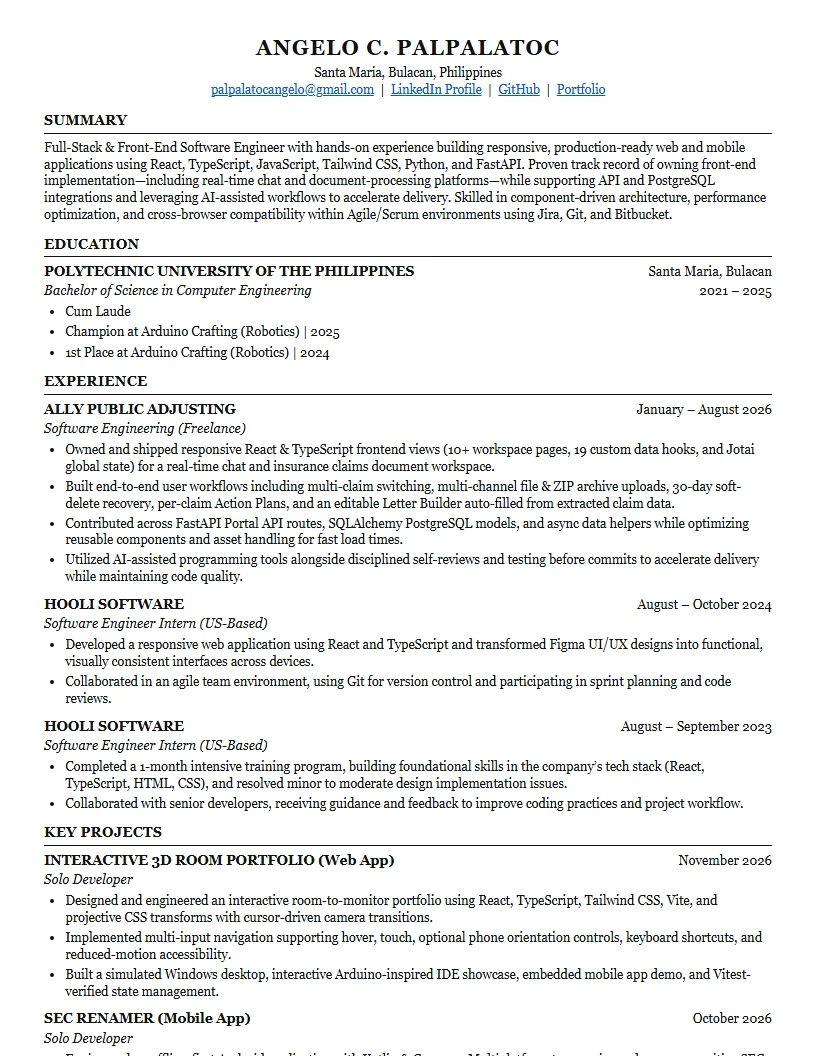 ANGELO C. PALPALATOC
Santa Maria, Bulacan, Philippines
palpalatocangelo@gmail.com | LinkedIn Profile | GitHub | Portfolio
SUMMARY
Full-Stack & Front-End Software Engineer with hands-on experience building responsive, production-ready web and mobile
applications using React, TypeScript, JavaScript, Tailwind CSS, Python, and FastAPI. Proven track record of owning front-end
implementation—including real-time chat and document-processing platforms—while supporting API and PostgreSQL
integrations and leveraging AI-assisted workflows to accelerate delivery. Skilled in component-driven architecture, performance
optimization, and cross-browser compatibility within Agile/Scrum environments using Jira, Git, and Bitbucket.
EDUCATION
POLYTECHNIC UNIVERSITY OF THE PHILIPPINES Santa Maria, Bulacan
Bachelor of Science in Computer Engineering 2021 – 2025
• Cum Laude
• Champion at Arduino Crafting (Robotics) | 2025
• 1st Place at Arduino Crafting (Robotics) | 2024
EXPERIENCE
ALLY PUBLIC ADJUSTING January – August 2026
Software Engineering (Freelance)
• Owned and shipped responsive React & TypeScript frontend views (10+ workspace pages, 19 custom data hooks, and Jotai
global state) for a real-time chat and insurance claims document workspace.
• Built end-to-end user workflows including multi-claim switching, multi-channel file & ZIP archive uploads, 30-day soft-
delete recovery, per-claim Action Plans, and an editable Letter Builder auto-filled from extracted claim data.
• Contributed across FastAPI Portal API routes, SQLAlchemy PostgreSQL models, and async data helpers while optimizing
reusable components and asset handling for fast load times.
• Utilized AI-assisted programming tools alongside disciplined self-reviews and testing before commits to accelerate delivery
while maintaining code quality.
HOOLI SOFTWARE August – October 2024
Software Engineer Intern (US-Based)
• Developed a responsive web application using React and TypeScript and transformed Figma UI/UX designs into functional,
visually consistent interfaces across devices.
• Collaborated in an agile team environment, using Git for version control and participating in sprint planning and code
reviews.
HOOLI SOFTWARE August – September 2023
Software Engineer Intern (US-Based)
• Completed a 1-month intensive training program, building foundational skills in the company’s tech stack (React,
TypeScript, HTML, CSS), and resolved minor to moderate design implementation issues.
• Collaborated with senior developers, receiving guidance and feedback to improve coding practices and project workflow.
KEY PROJECTS
INTERACTIVE 3D ROOM PORTFOLIO (Web App) November 2026
Solo Developer
• Designed and engineered an interactive room-to-monitor portfolio using React, TypeScript, Tailwind CSS, Vite, and
projective CSS transforms with cursor-driven camera transitions.
• Implemented multi-input navigation supporting hover, touch, optional phone orientation controls, keyboard shortcuts, and
reduced-motion accessibility.
• Built a simulated Windows desktop, interactive Arduino-inspired IDE showcase, embedded mobile app demo, and Vitest-
verified state management.
SEC RENAMER (Mobile App) October 2026
Solo Developer